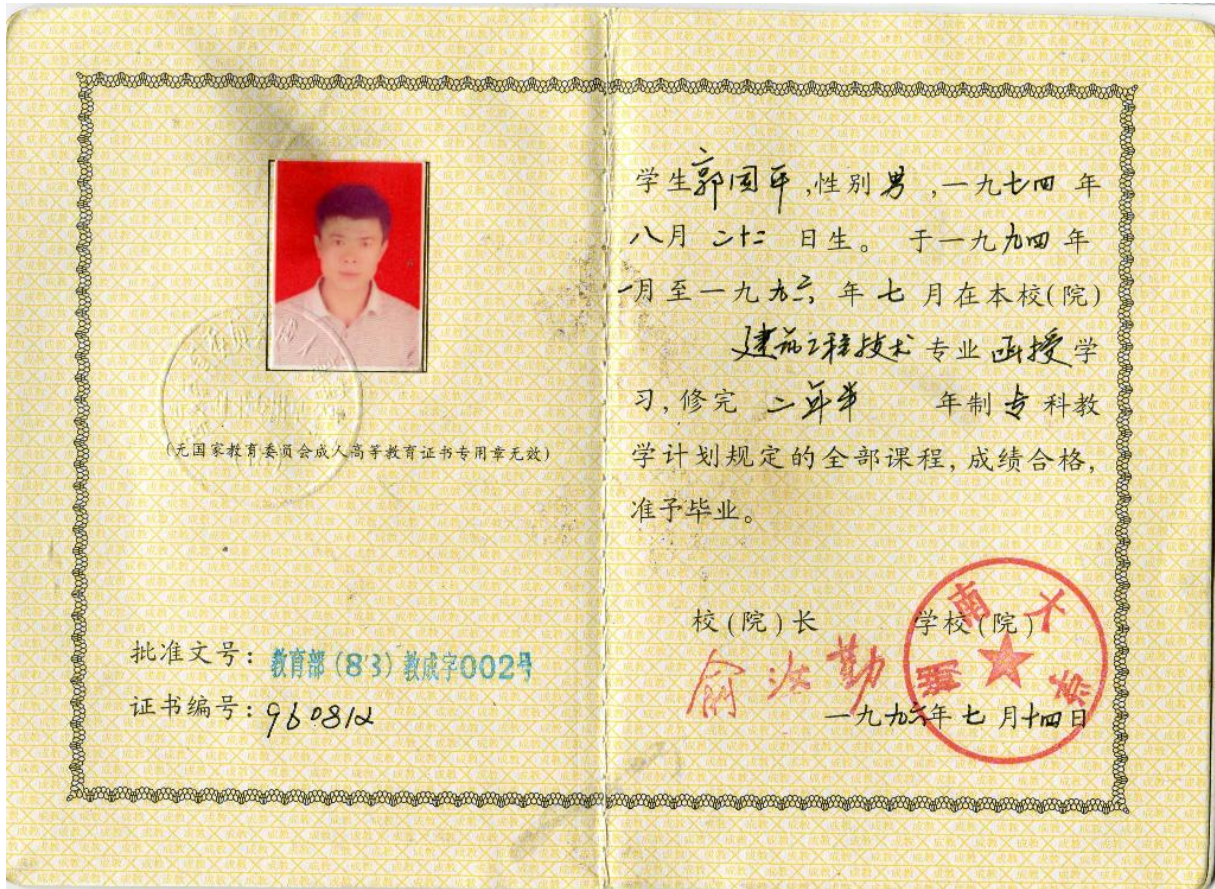 (无国家教育委员会成人高等教育证书专用章无效)
批准文号: 教育部(83)教成字002号
证书编号: 960812
学生郭国平,性别男,一九七四年
八月二十二日生。于一九九四年
一月至一九九六年七月在本校(院)
建筑工程技术专业函授学
习,修完二年半年制专科教
学计划规定的全部课程,成绩合格,
准予毕业。
校(院)长 学校(院)
俞汝勤
湖南大学
一九九六年七月十四日